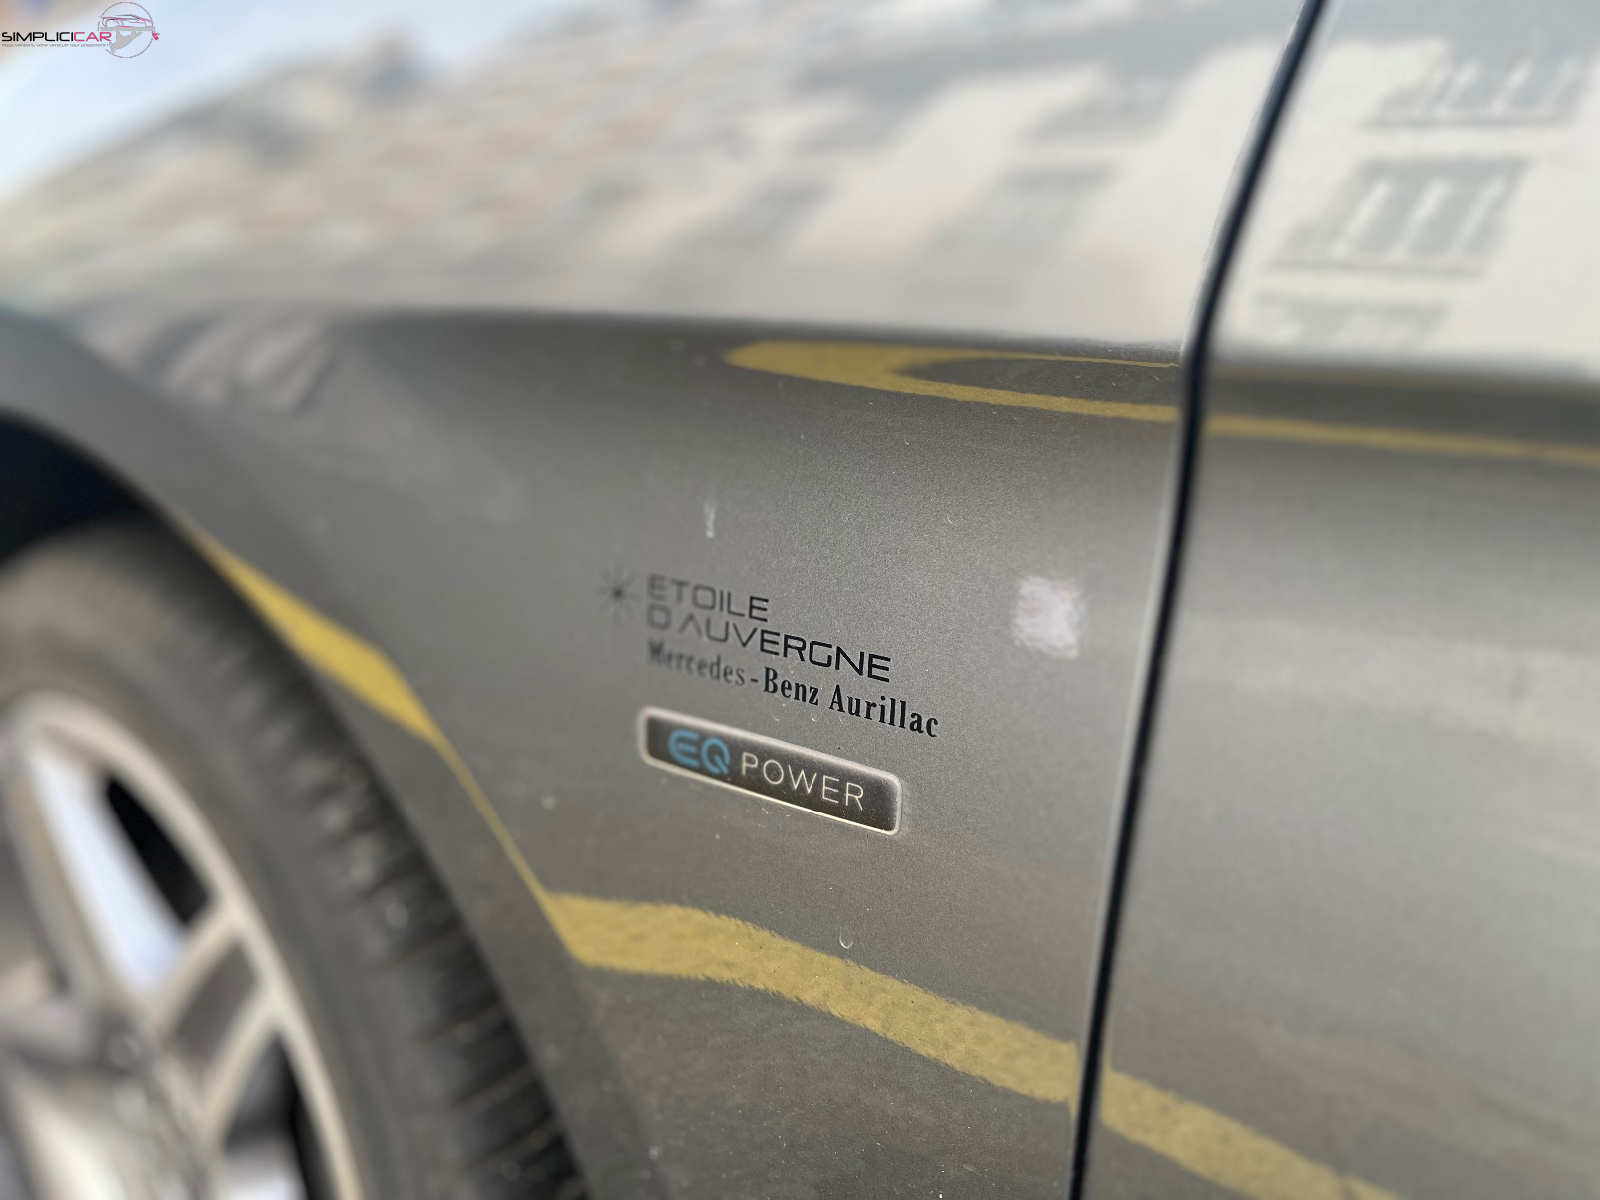 SIMPLICICAR
ETOILE
D'AUVERGNE
Mercedes-Benz Aurillac
EQ POWER